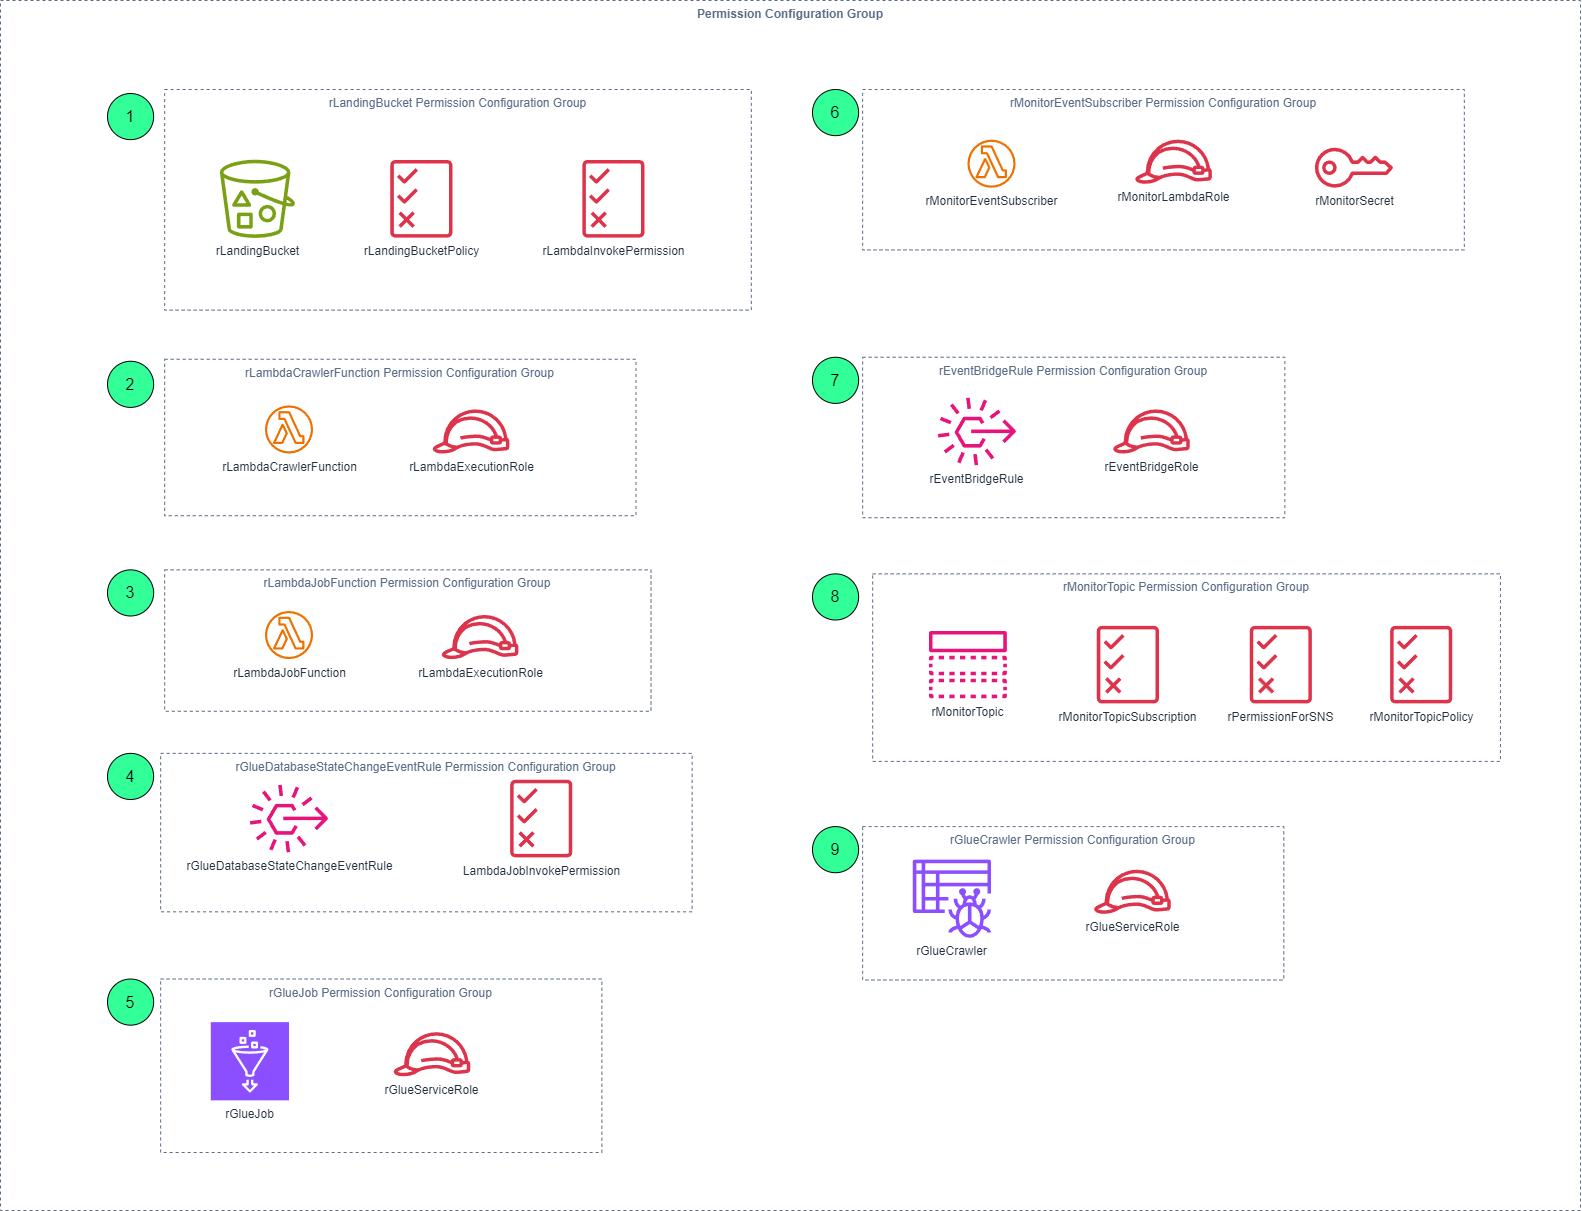 Permission Configuration Group
1
rLandingBucket Permission Configuration Group
rLandingBucket
rLandingBucketPolicy
rLambdaInvokePermission
2
rLambdaCrawlerFunction Permission Configuration Group
rLambdaCrawlerFunction
rLambdaExecutionRole
3
rLambdaJobFunction Permission Configuration Group
rLambdaJobFunction
rLambdaExecutionRole
4
rGlueDatabaseStateChangeEventRule Permission Configuration Group
rGlueDatabaseStateChangeEventRule
LambdaJobInvokePermission
5
rGlueJob Permission Configuration Group
rGlueJob
rGlueServiceRole
6
rMonitorEventSubscriber Permission Configuration Group
rMonitorEventSubscriber
rMonitorLambdaRole
rMonitorSecret
7
rEventBridgeRule Permission Configuration Group
rEventBridgeRule
rEventBridgeRole
8
rMonitorTopic Permission Configuration Group
rMonitorTopic
rMonitorTopicSubscription
rPermissionForSNS
rMonitorTopicPolicy
9
rGlueCrawler Permission Configuration Group
rGlueCrawler
rGlueServiceRole